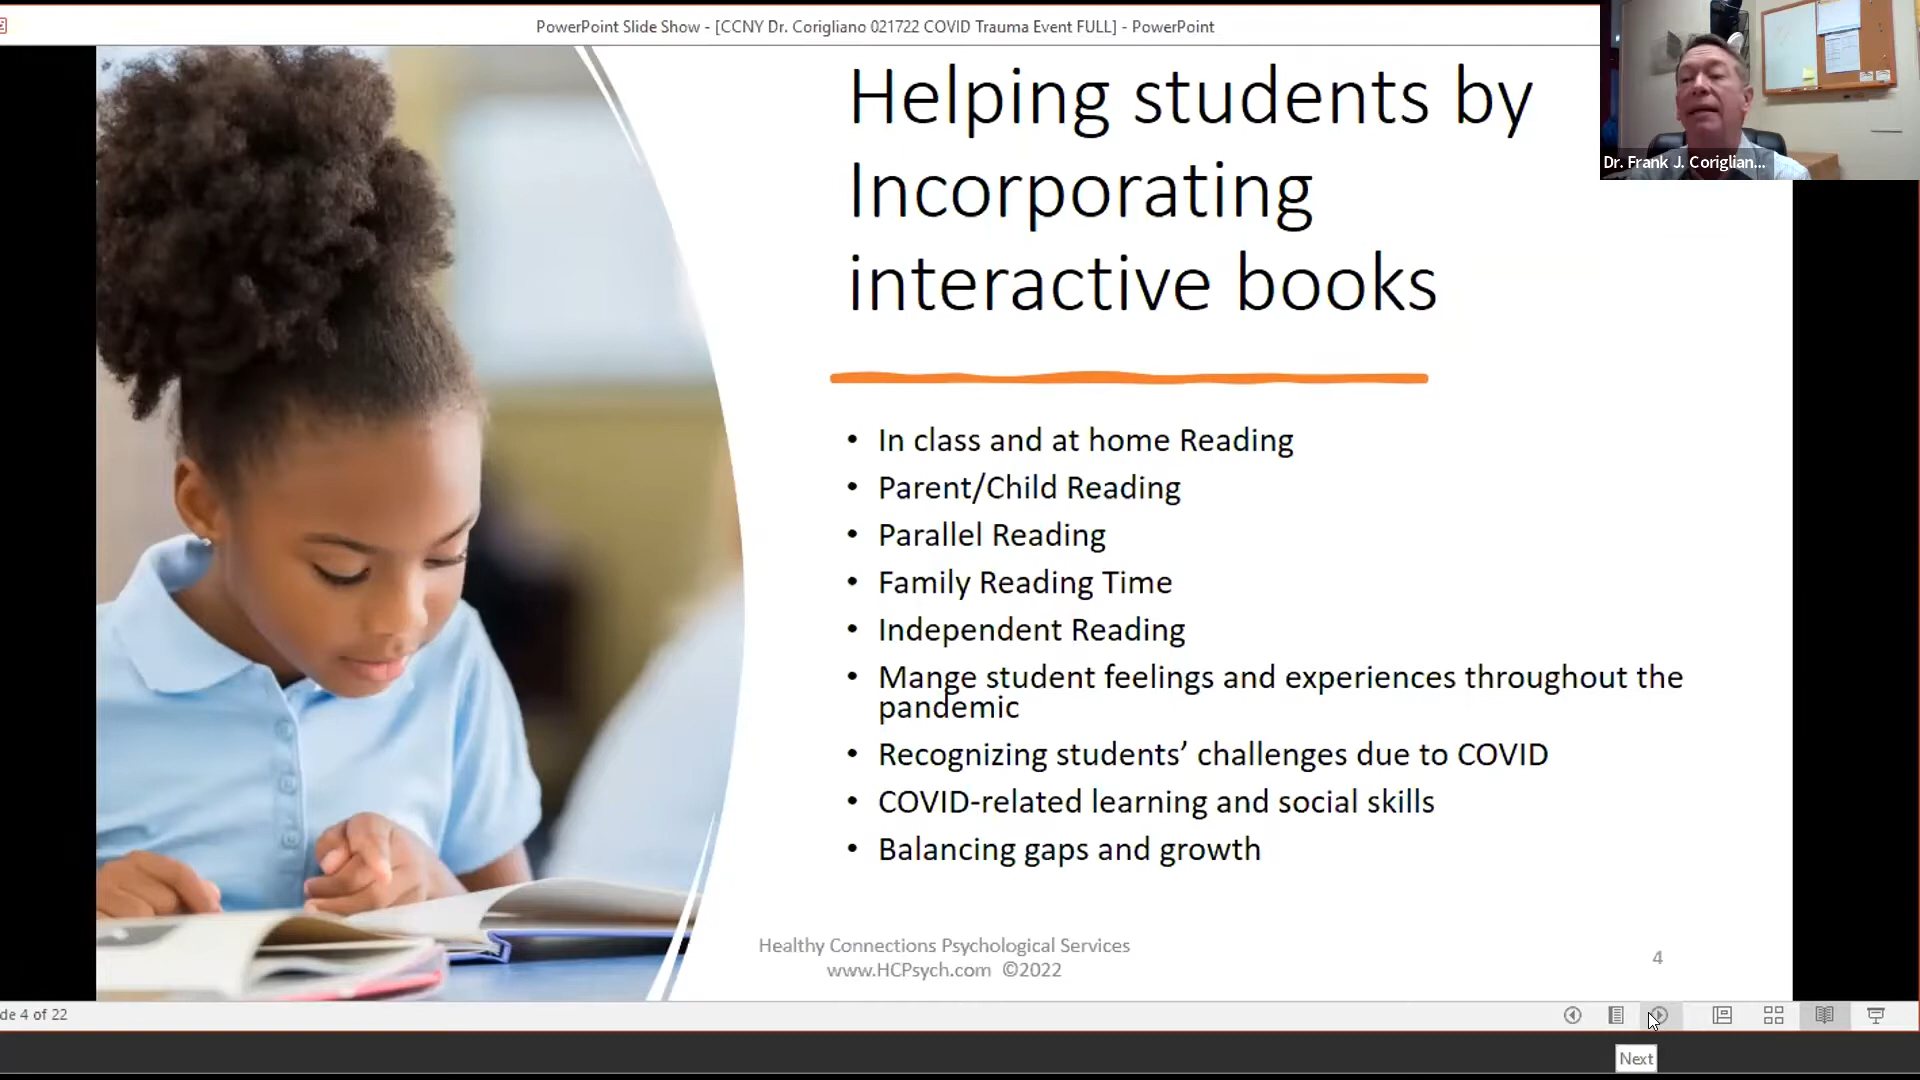 PowerPoint Slide Show - [CCNY Dr. Corigliano 021722 COVID Trauma Event FULL] - PowerPoint
Dr. Frank J. Coriglian...
Helping students by
Incorporating
interactive books
• In class and at home Reading
• Parent/Child Reading
• Parallel Reading
• Family Reading Time
• Independent Reading
• Mange student feelings and experiences throughout the
pandemic
• Recognizing students’ challenges due to COVID
• COVID-related learning and social skills
• Balancing gaps and growth
Healthy Connections Psychological Services
www.HCPsych.com ©2022
4
de 4 of 22
Next